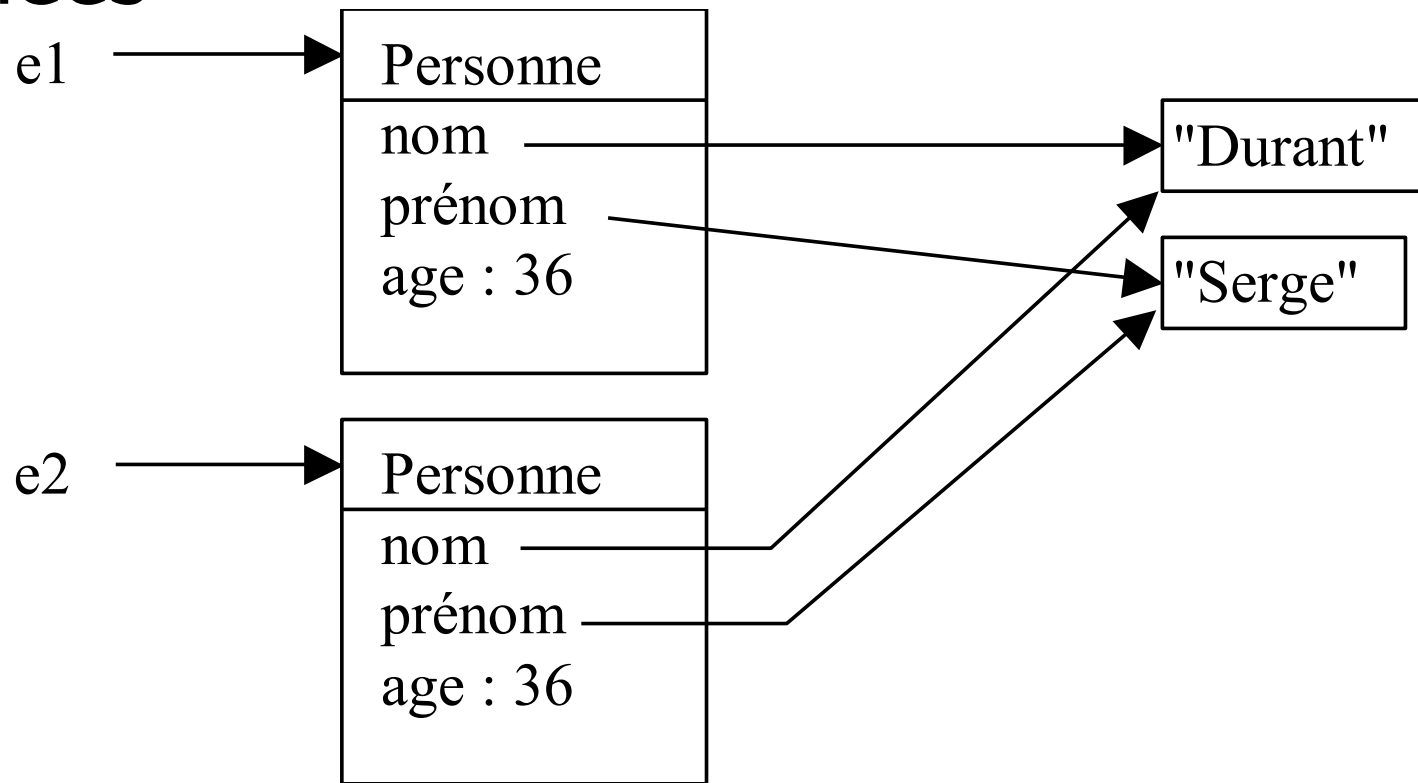 e1
Personne
nom
prénom
age : 36
"Durant"
"Serge"
e2
Personne
nom
prénom
age : 36